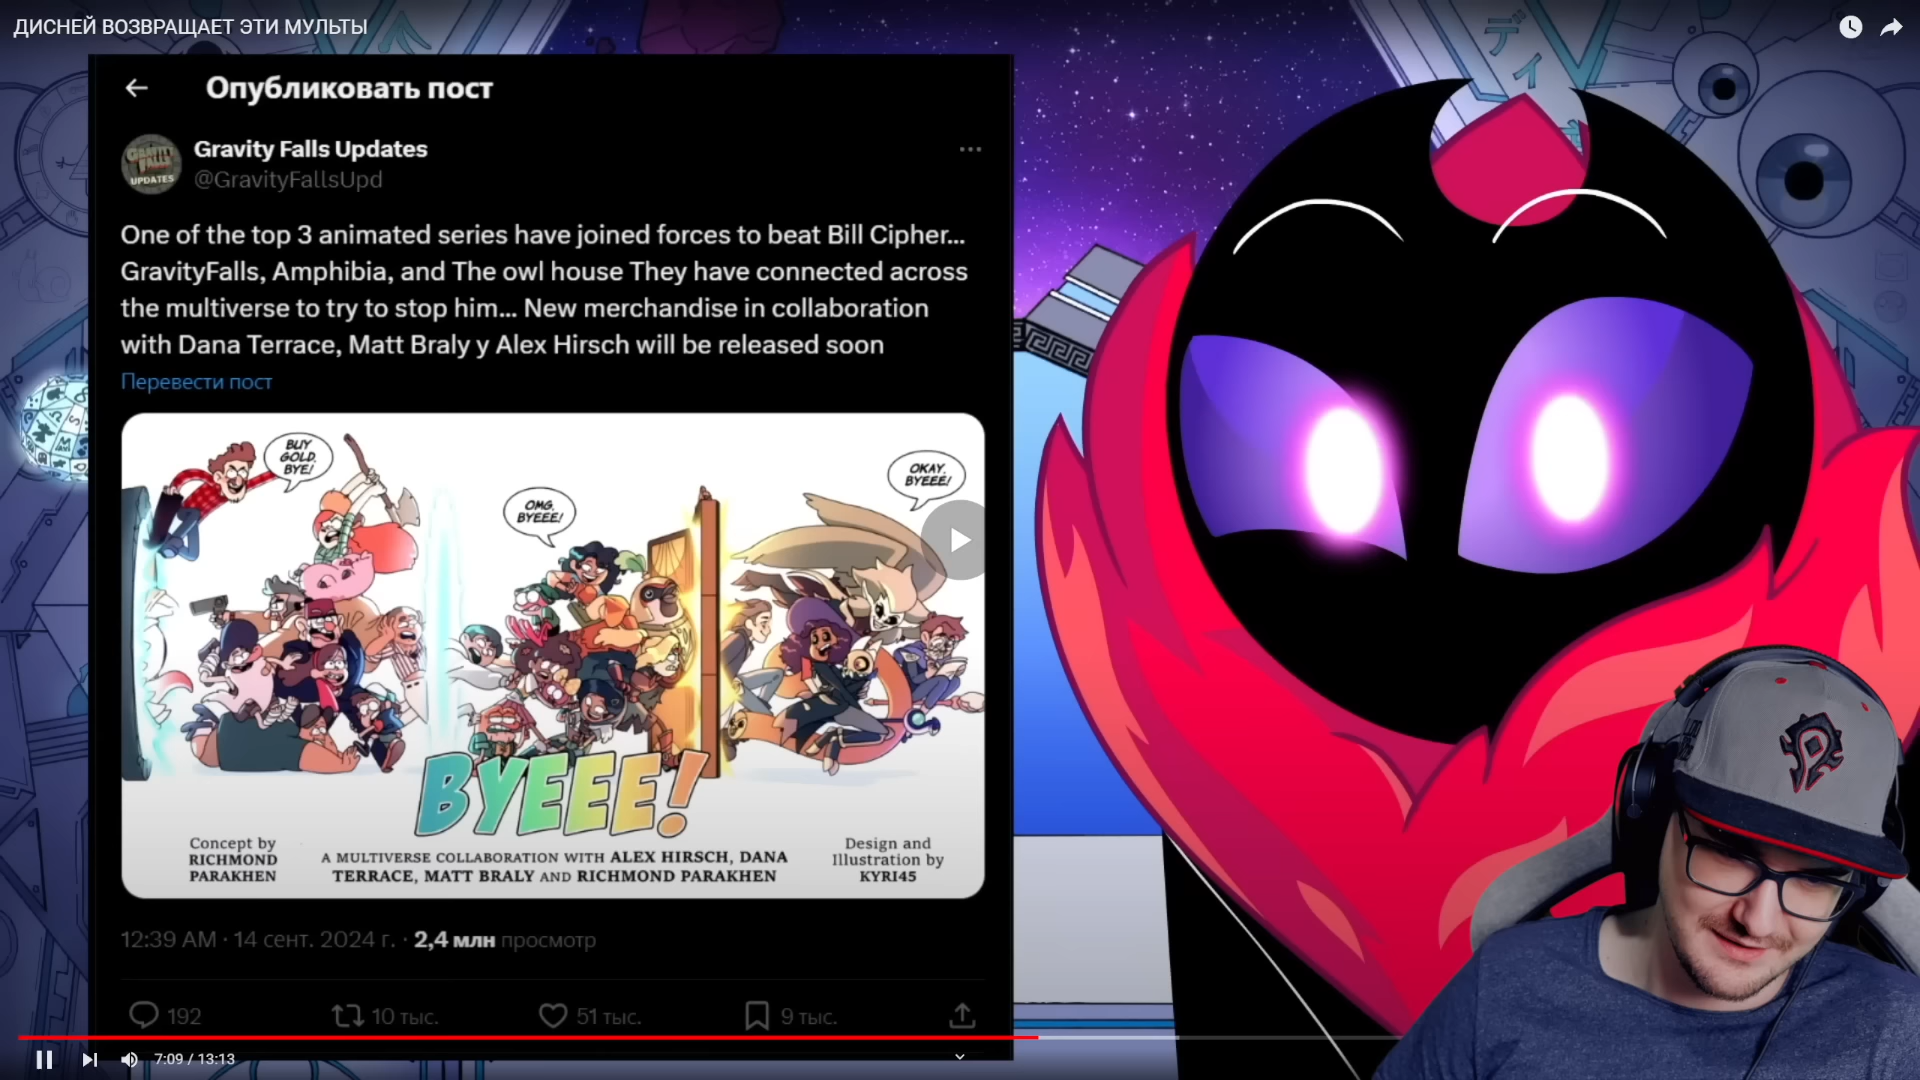 ДИСНЕЙ ВОЗВРАЩАЕТ ЭТИ МУЛЬТЫ
Опубликовать пост
GRAVITY FALLS
UPDATES
Gravity Falls Updates
@GravityFallsUpd
One of the top 3 animated series have joined forces to beat Bill Cipher...
GravityFalls, Amphibia, and The owl house They have connected across
the multiverse to try to stop him... New merchandise in collaboration
with Dana Terrace, Matt Braly y Alex Hirsch will be released soon
Перевести пост
BUY
GOLD,
BYE!
OMG,
BYEEE!
OKAY,
BYEEE!
BYEEE!
Concept by
RICHMOND
PARAKHEN
A MULTIVERSE COLLABORATION WITH ALEX HIRSCH, DANA
TERRACE, MATT BRALY AND RICHMOND PARAKHEN
Design and
Illustration by
KYRI45
12:39 AM · 14 сент. 2024 г. · 2,4 млн просмотр
192
10 тыс.
51 тыс.
9 тыс.
7:09 / 13:13
ディ